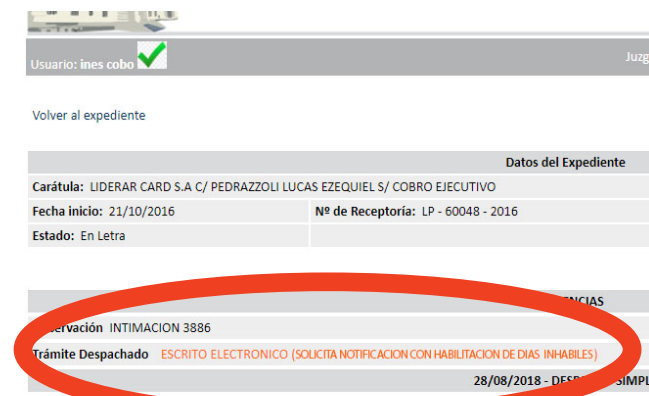 Usuario: ines cobo
Volver al expediente
Datos del Expediente
Carátula: LIDERAR CARD S.A C/ PEDRAZZOLI LUCAS EZEQUIEL S/ COBRO EJECUTIVO
Fecha inicio: 21/10/2016 Nº de Receptoría: LP - 60048 - 2016
Estado: En Letra
INTIMACION 3886
Trámite Despachado ESCRITO ELECTRONICO (SOLICITA NOTIFICACION CON HABILITACION DE DIAS INHABILES)
28/08/2018 -